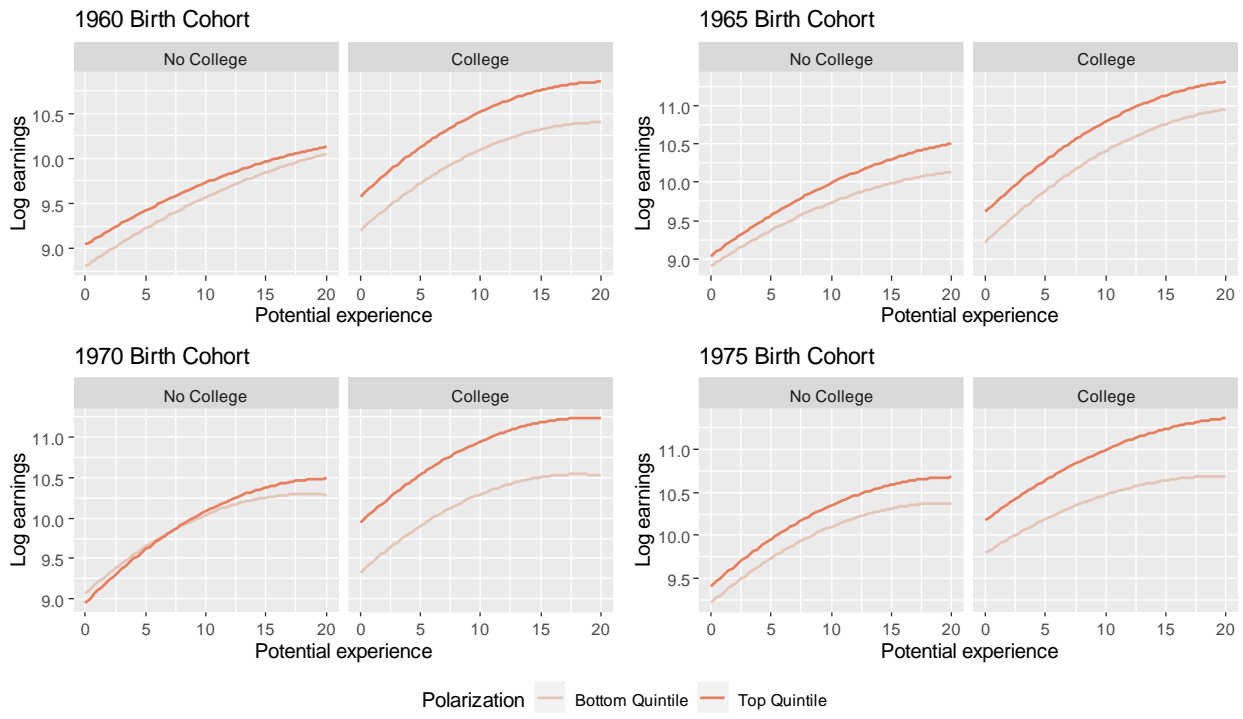 1960 Birth Cohort
No College
College
Log earnings
10.5
10.0
9.5
9.0
0 5 10 15 20
0 5 10 15 20
Potential experience
1965 Birth Cohort
No College
College
Log earnings
11.0
10.5
10.0
9.5
9.0
0 5 10 15 20
0 5 10 15 20
Potential experience
1970 Birth Cohort
No College
College
Log earnings
11.0
10.5
10.0
9.5
9.0
0 5 10 15 20
0 5 10 15 20
Potential experience
1975 Birth Cohort
No College
College
Log earnings
11.0
10.5
10.0
9.5
0 5 10 15 20
0 5 10 15 20
Potential experience
Polarization Bottom Quintile Top Quintile